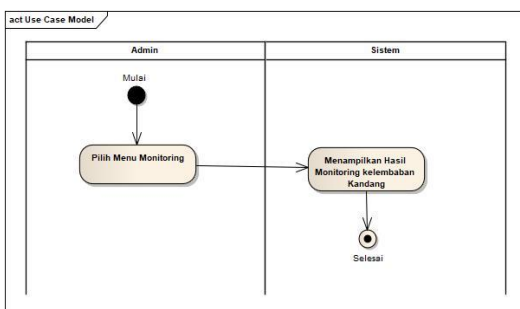 act Use Case Model
Admin
Sistem
Mulai
Pilih Menu Monitoring
Menampilkan Hasil
Monitoring kelembaban
Kandang
Selesai